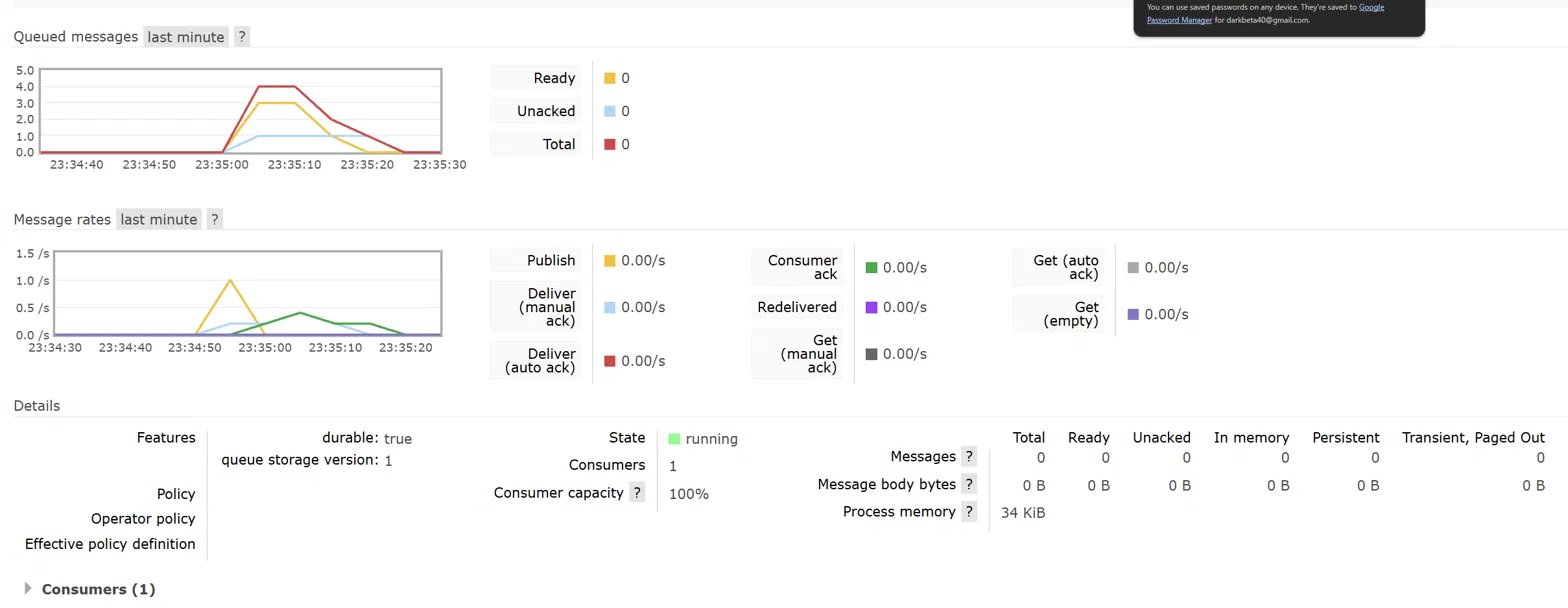 You can use saved passwords on any device. They're saved to Google
Password Manager for darkbeta40@gmail.com.
Queued messages last minute ?
5.0
4.0
3.0
2.0
1.0
0.0
23:34:40 23:34:50 23:35:00 23:35:10 23:35:20 23:35:30
Ready 0
Unacked 0
Total 0
Message rates last minute ?
1.5 /s
1.0 /s
0.5 /s
0.0 /s
23:34:30 23:34:40 23:34:50 23:35:00 23:35:10 23:35:20
Publish 0.00/s
Deliver
(manual
ack)
0.00/s
Deliver
(auto ack)
0.00/s
Consumer
ack
0.00/s
Redelivered 0.00/s
Get
(manual
ack)
0.00/s
Get (auto
ack)
0.00/s
Get
(empty)
0.00/s
Details
Features durable: true
queue storage version: 1
Policy
Operator policy
Effective policy definition
State running
Consumers 1
Consumer capacity ? 100%
Total Ready Unacked In memory Persistent Transient, Paged Out
Messages ? 0 0 0 0 0 0
Message body bytes ? 0 B 0 B 0 B 0 B 0 B 0 B
Process memory ? 34 KiB
Consumers (1)